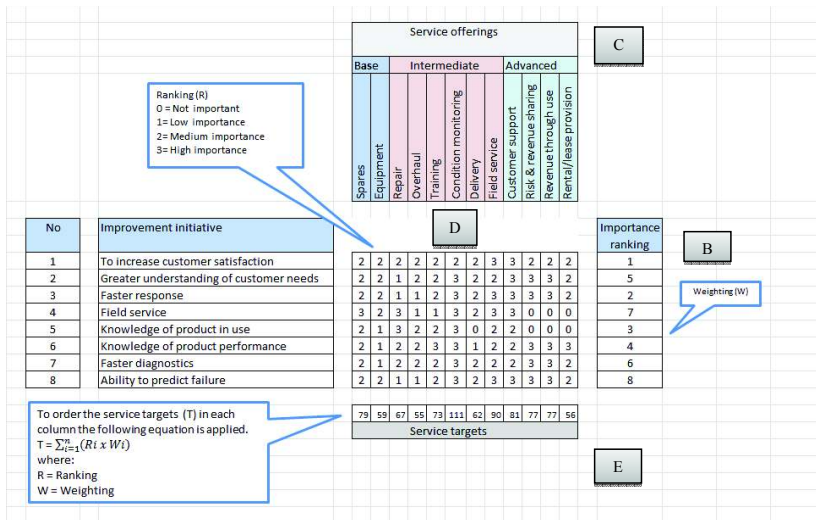 Service offerings
C
Base Intermediate Advanced
Ranking (R)
0 = Not important
1= Low importance
2= Medium importance
3= High importance
Spares
Equipment
Repair
Overhaul
Training
Condition monitoring
Delivery
Field service
Customer support
Risk & revenue sharing
Revenue through use
Rental/lease provision
No Improvement initiative D Importance ranking B
1 To increase customer satisfaction 2 2 2 2 2 2 2 3 3 2 2 2 1
2 Greater understanding of customer needs 2 2 1 2 2 3 2 2 3 3 3 2 5
3 Faster response 2 2 1 1 2 3 2 3 3 3 3 2 2
4 Field service 3 2 3 1 1 3 2 3 3 0 0 0 7
5 Knowledge of product in use 2 1 3 2 2 3 0 2 2 0 0 0 3
6 Knowledge of product performance 2 1 2 2 3 3 1 2 2 3 3 3 4
7 Faster diagnostics 2 1 2 2 2 3 2 2 2 3 3 2 6
8 Ability to predict failure 2 2 1 1 2 3 2 3 3 3 3 2 8
Weighting (W)
79 59 67 55 73 111 62 90 81 77 77 56
Service targets
To order the service targets (T) in each
column the following equation is applied.
T = ∑ⁿᵢ₌₁(Ri x Wi)
where:
R = Ranking
W = Weighting
E